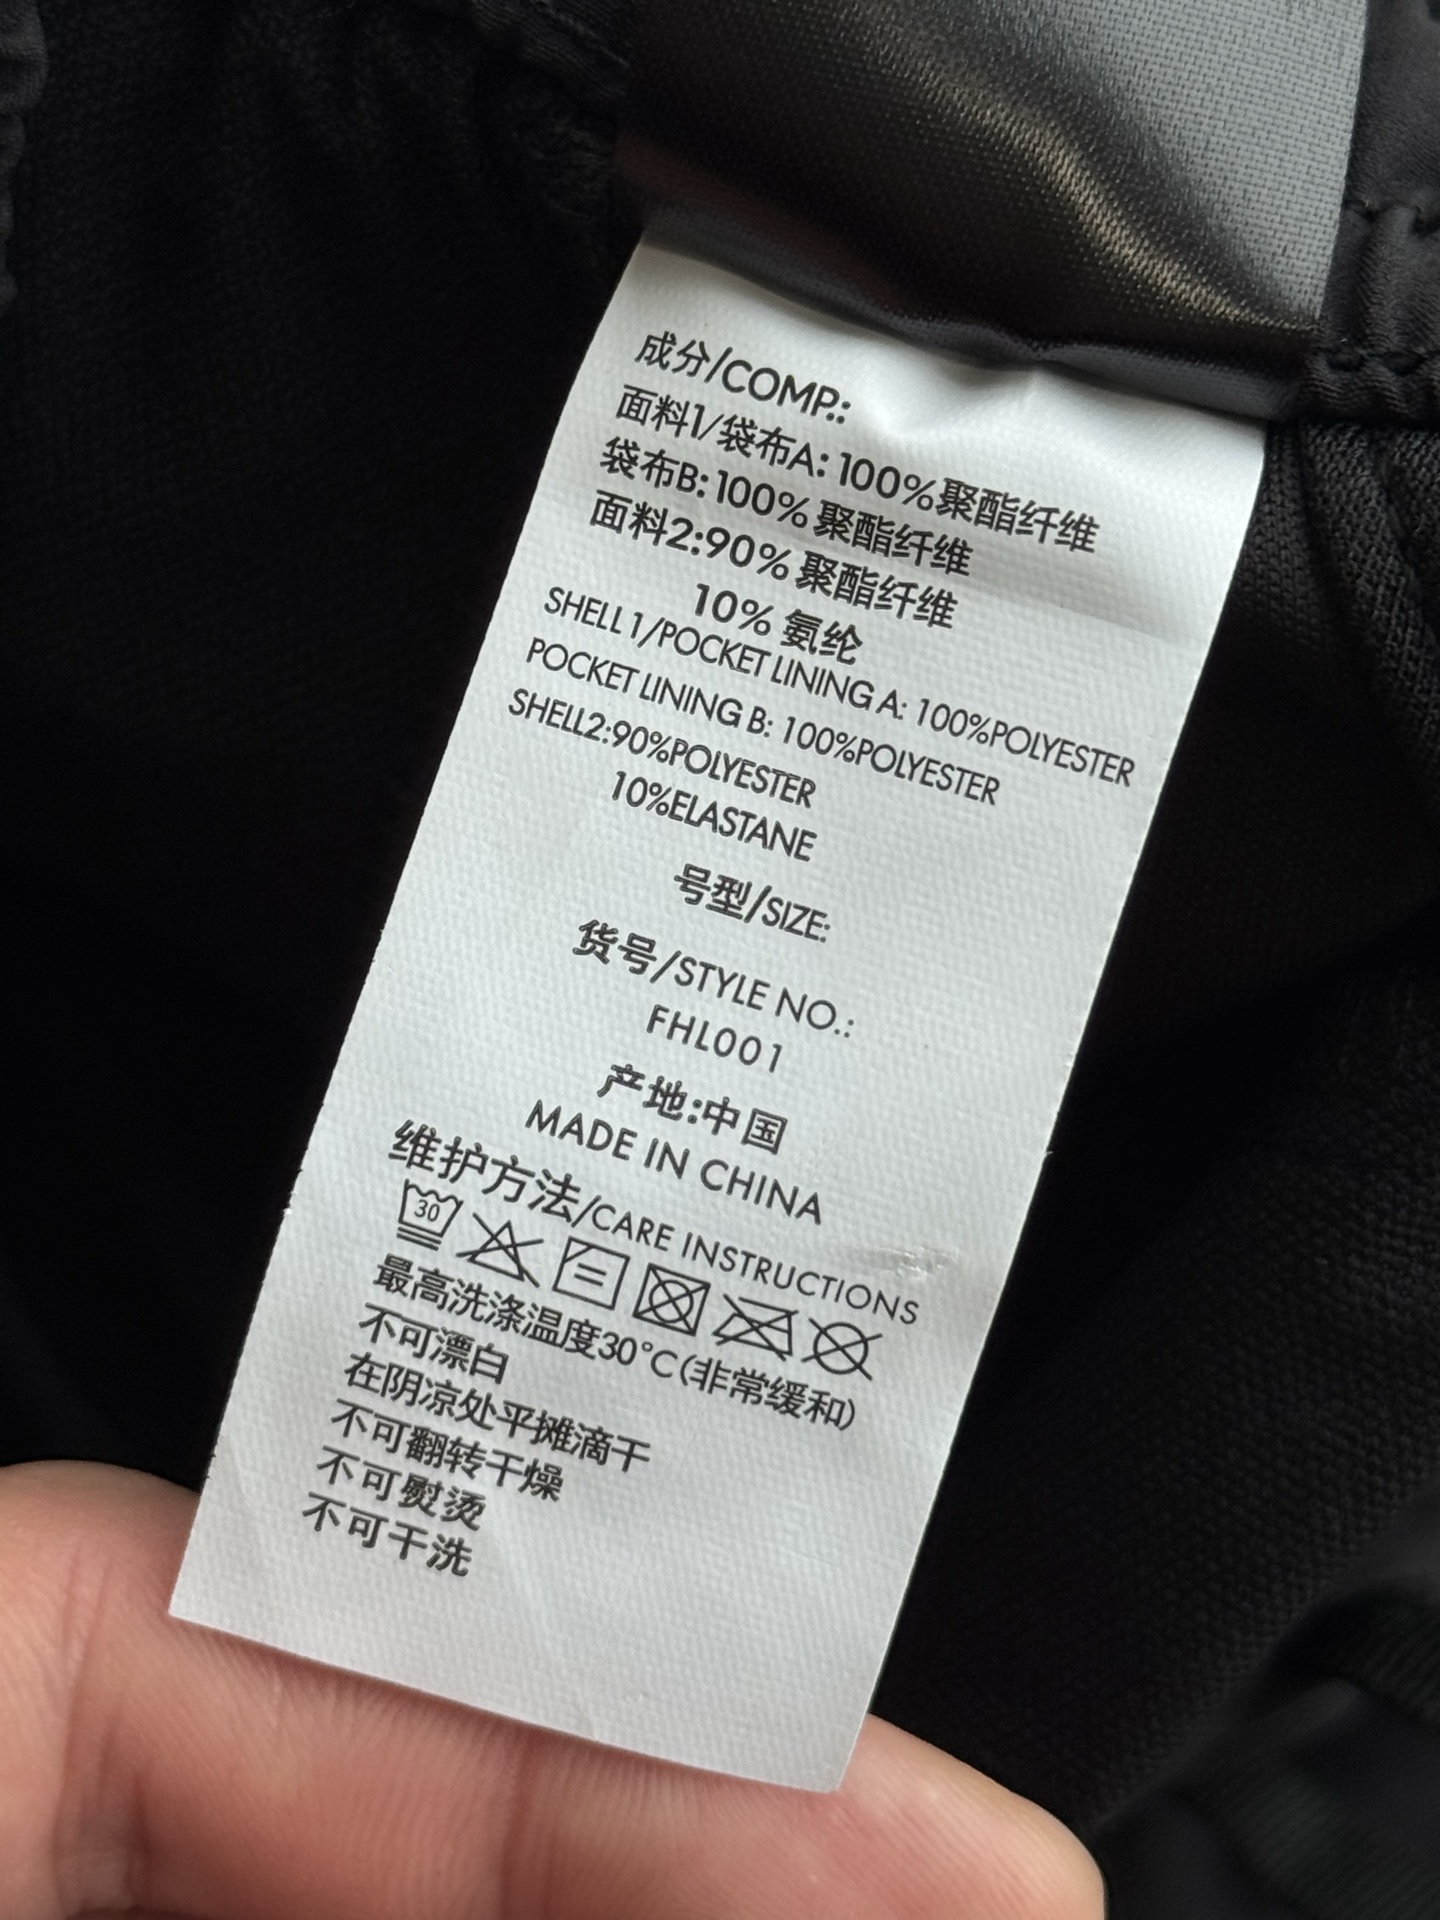 成分/COMP.:
面料1/袋布A: 100%聚酯纤维
袋布B: 100%聚酯纤维
面料2:90%聚酯纤维
10% 氨纶
SHELL 1/POCKET LINING A: 100%POLYESTER
POCKET LINING B: 100%POLYESTER
SHELL2:90%POLYESTER
10%ELASTANE
号型/SIZE:
货号/STYLE NO.:
FHL001
产地:中国
MADE IN CHINA
维护方法/CARE INSTRUCTIONS
30
最高洗涤温度30°C(非常缓和)
不可漂白
在阴凉处平摊滴干
不可翻转干燥
不可熨烫
不可干洗